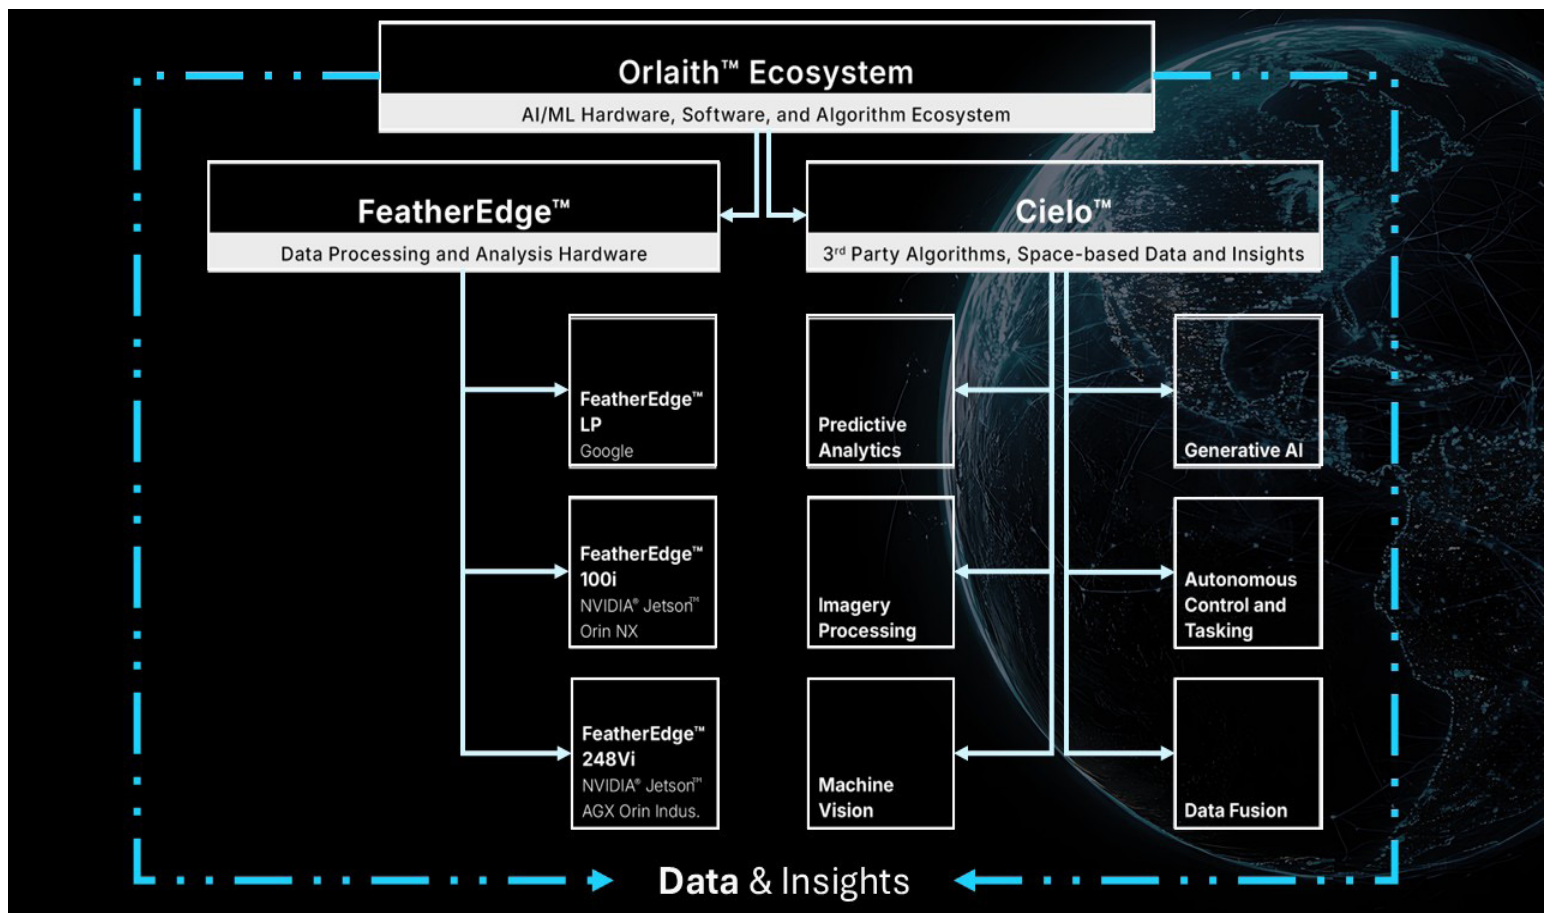 Orlaith™ Ecosystem
AI/ML Hardware, Software, and Algorithm Ecosystem
FeatherEdge™
Data Processing and Analysis Hardware
Cielo™
3rd Party Algorithms, Space-based Data and Insights
FeatherEdge™
LP
Google
FeatherEdge™
100i
NVIDIA® Jetson™
Orin NX
FeatherEdge™
248Vi
NVIDIA® Jetson™
AGX Orin Indus.
Predictive
Analytics
Imagery
Processing
Machine
Vision
Generative AI
Autonomous
Control and
Tasking
Data Fusion
Data & Insights